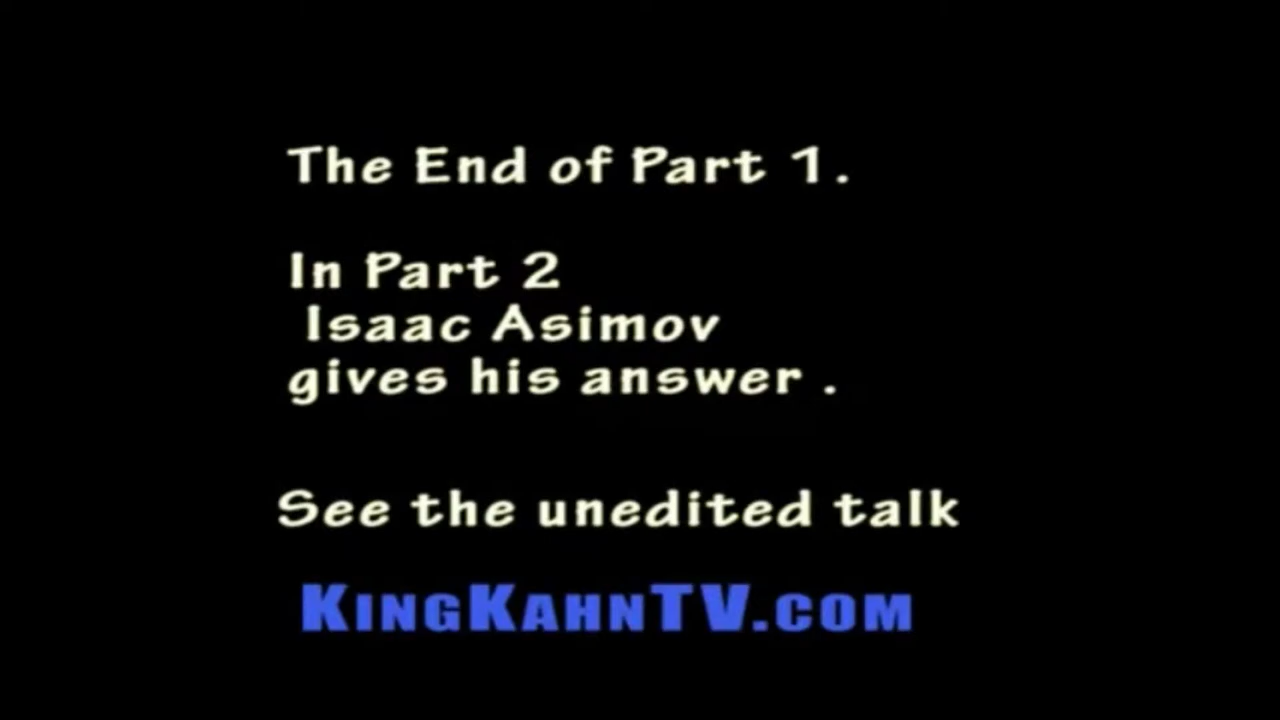 The End of Part 1.
In Part 2
Isaac Asimov
gives his answer .
See the unedited talk
KINGKAHNTV.COM